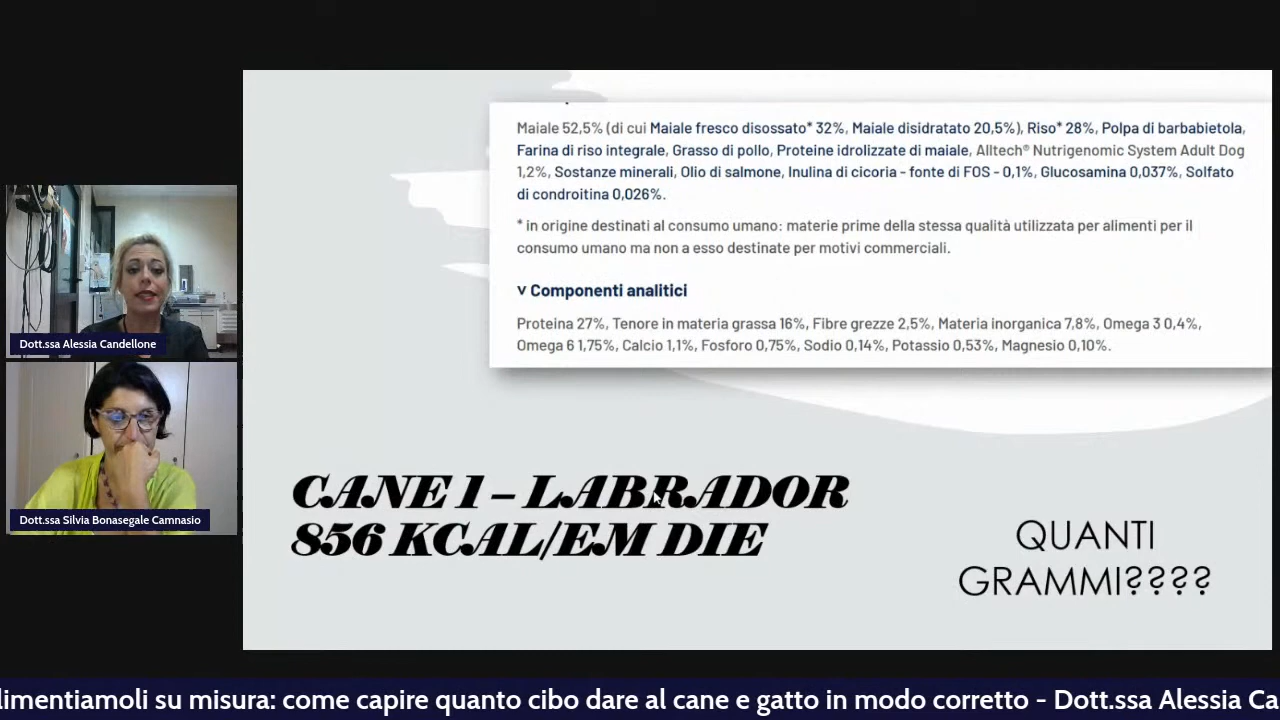 Maiale 52,5% (di cui Maiale fresco disossato* 32%, Maiale disidratato 20,5%), Riso* 28%, Polpa di barbabietola,
Farina di riso integrale, Grasso di pollo, Proteine idrolizzate di maiale, Alltech® Nutrigenomic System Adult Dog
1,2%, Sostanze minerali, Olio di salmone, Inulina di cicoria - fonte di FOS - 0,1%, Glucosamina 0,037%, Solfato
di condroitina 0,026%.
* in origine destinati al consumo umano: materie prime della stessa qualità utilizzata per alimenti per il
consumo umano ma non a esso destinate per motivi commerciali.
v Componenti analitici
Proteina 27%, Tenore in materia grassa 16%, Fibre grezze 2,5%, Materia inorganica 7,8%, Omega 3 0,4%,
Omega 6 1,75%, Calcio 1,1%, Fosforo 0,75%, Sodio 0,14%, Potassio 0,53%, Magnesio 0,10%.
Dott.ssa Alessia Candellone
Dott.ssa Silvia Bonasegale Camnasio
CANE 1 – LABRADOR
856 KCAL/EM DIE
QUANTI
GRAMMI????
limentiamoli su misura: come capire quanto cibo dare al cane e gatto in modo corretto - Dott.ssa Alessia Ca